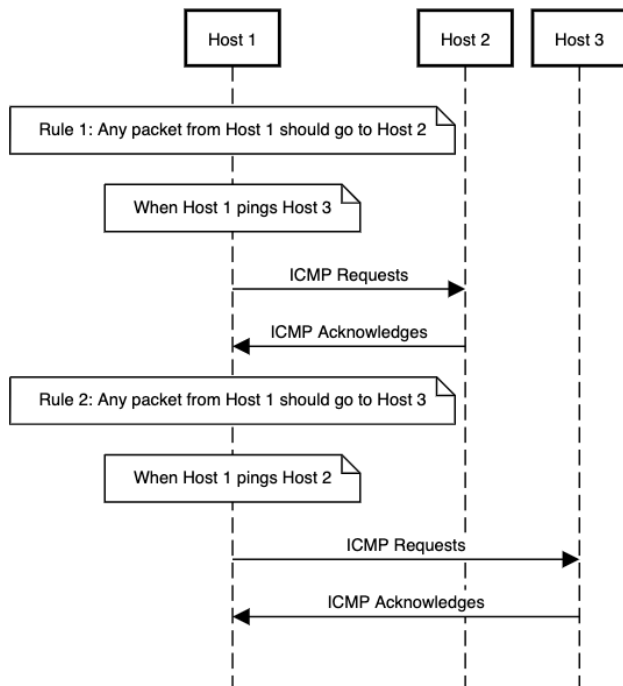 Host 1
Host 2
Host 3
Rule 1: Any packet from Host 1 should go to Host 2
When Host 1 pings Host 3
ICMP Requests
ICMP Acknowledges
Rule 2: Any packet from Host 1 should go to Host 3
When Host 1 pings Host 2
ICMP Requests
ICMP Acknowledges